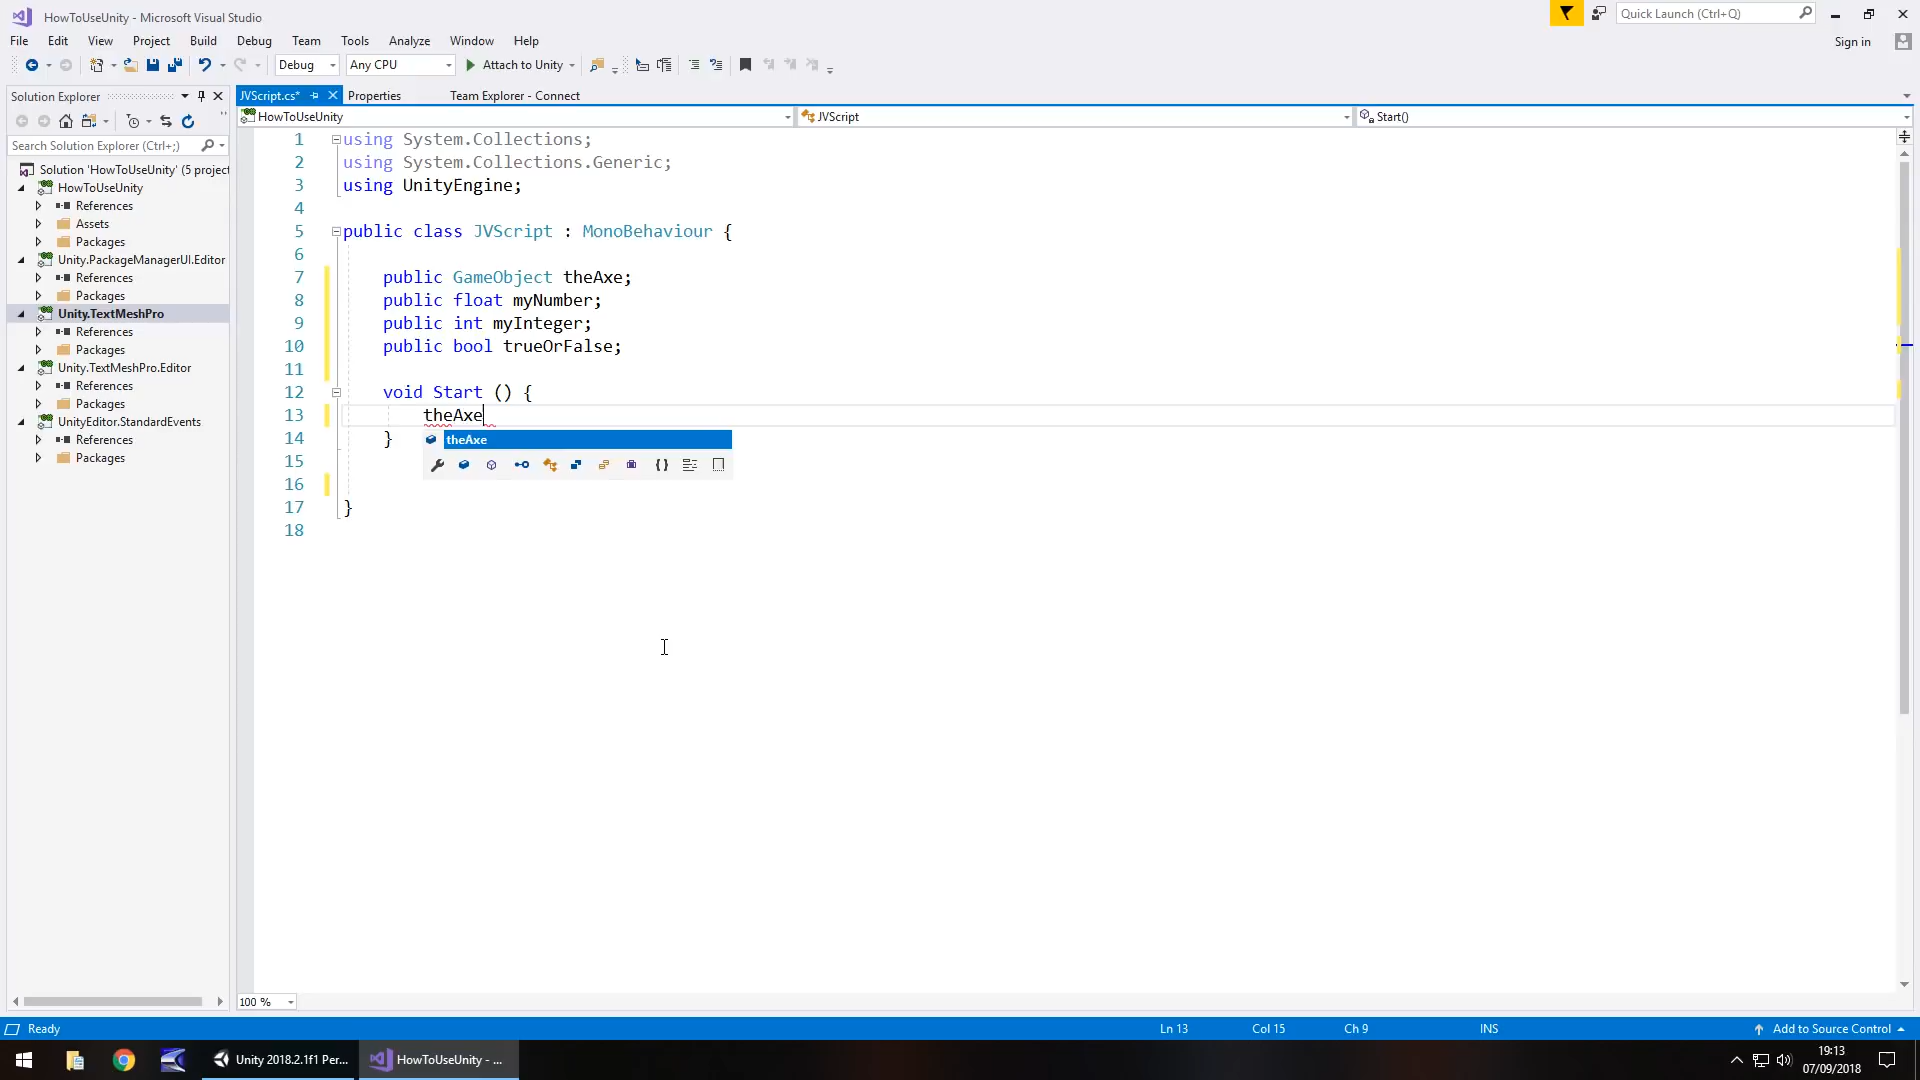 HowToUseUnity - Microsoft Visual Studio
Quick Launch (Ctrl+Q)
File Edit View Project Build Debug Team Tools Analyze Window Help
Sign in
Debug Any CPU Attach to Unity
Solution Explorer
JVScript.cs* Properties Team Explorer - Connect
HowToUseUnity JVScript Start()
Search Solution Explorer (Ctrl+;)
Solution 'HowToUseUnity' (5 project
HowToUseUnity
References
Assets
Packages
Unity.PackageManagerUI.Editor
References
Packages
Unity.TextMeshPro
References
Packages
Unity.TextMeshPro.Editor
References
Packages
UnityEditor.StandardEvents
References
Packages
1 using System.Collections;
2 using System.Collections.Generic;
3 using UnityEngine;
4
5 public class JVScript : MonoBehaviour {
6
7 public GameObject theAxe;
8 public float myNumber;
9 public int myInteger;
10 public bool trueOrFalse;
11
12 void Start () {
13 theAxe
14 }
theAxe
15
16
17 }
18
100 %
Ready Ln 13 Col 15 Ch 9 INS Add to Source Control
Unity 2018.2.1f1 Per... HowToUseUnity - ...
19:13
07/09/2018